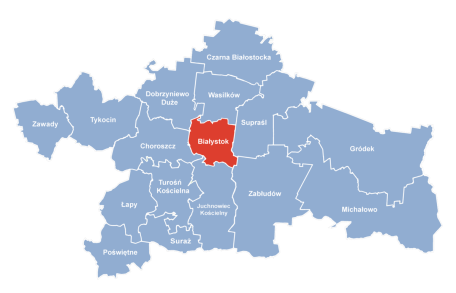 Czarna Białostocka
Dobrzyniewo
Duże
Wasilków
Zawady
Tykocin
Supraśl
Choroszcz
Białystok
Gródek
Turośń
Kościelna
Zabłudów
Łapy
Juchnowiec
Kościelny
Michałowo
Suraż
Poświętne